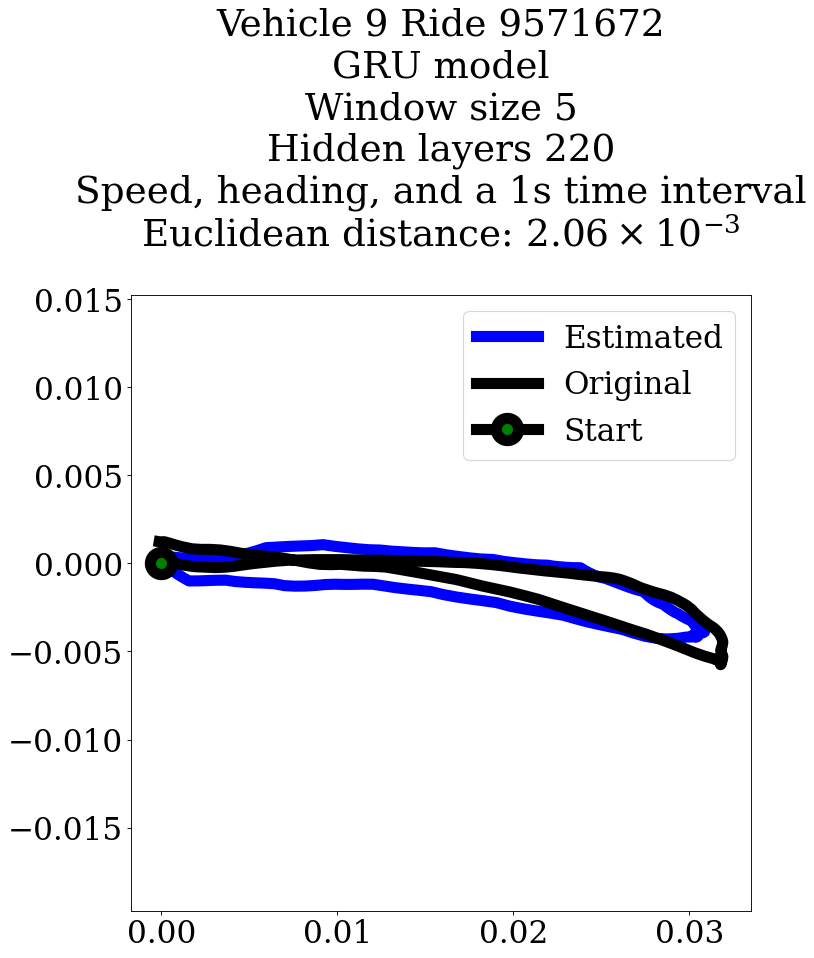 Vehicle 9 Ride 9571672
GRU model
Window size 5
Hidden layers 220
Speed, heading, and a 1s time interval
Euclidean distance: 2.06 × 10⁻³
0.015
Estimated
Original
Start
0.010
0.005
0.000
−0.005
−0.010
−0.015
0.00 0.01 0.02 0.03